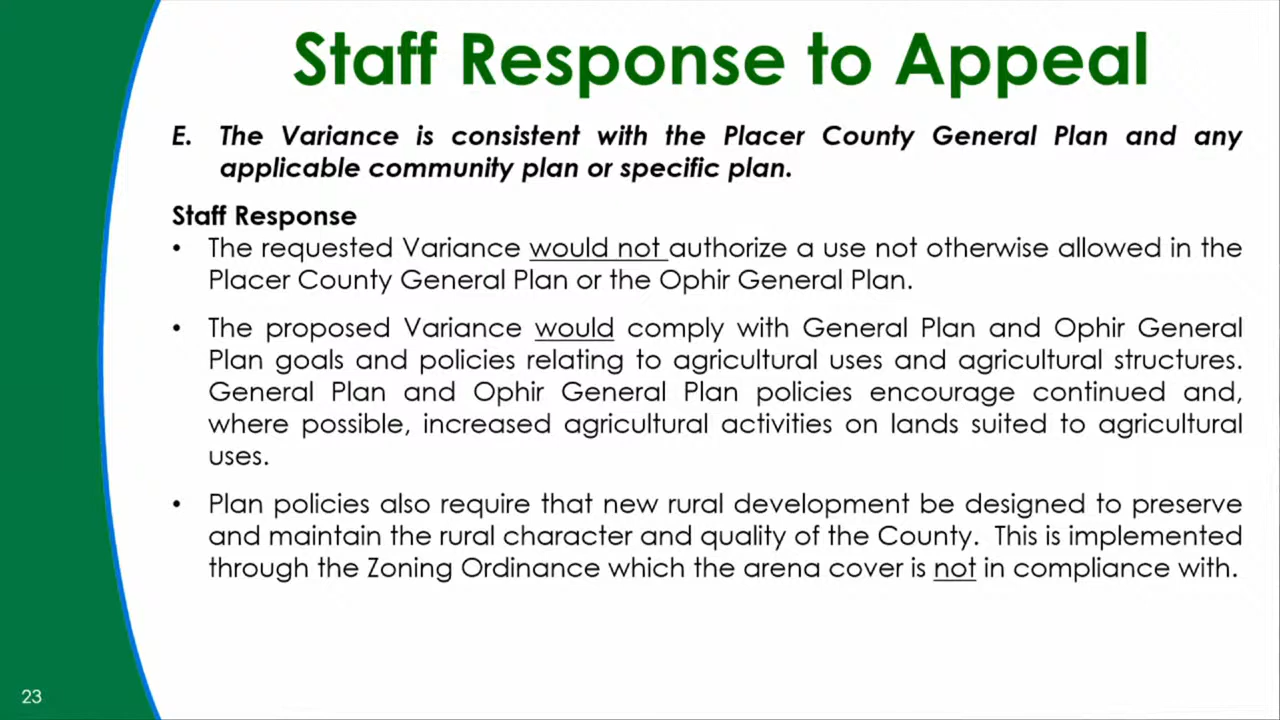 Staff Response to Appeal
E. The Variance is consistent with the Placer County General Plan and any
applicable community plan or specific plan.
Staff Response
• The requested Variance would not authorize a use not otherwise allowed in the
Placer County General Plan or the Ophir General Plan.
• The proposed Variance would comply with General Plan and Ophir General
Plan goals and policies relating to agricultural uses and agricultural structures.
General Plan and Ophir General Plan policies encourage continued and,
where possible, increased agricultural activities on lands suited to agricultural
uses.
• Plan policies also require that new rural development be designed to preserve
and maintain the rural character and quality of the County. This is implemented
through the Zoning Ordinance which the arena cover is not in compliance with.
23